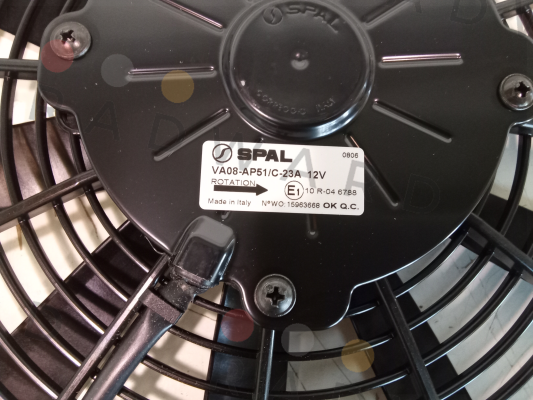 SPAL
SPAL 0606
VA08-AP51/C-23A 12V
ROTATION E1 10 R-04 6788
Made in Italy N°WO:15963668 OK Q.C.